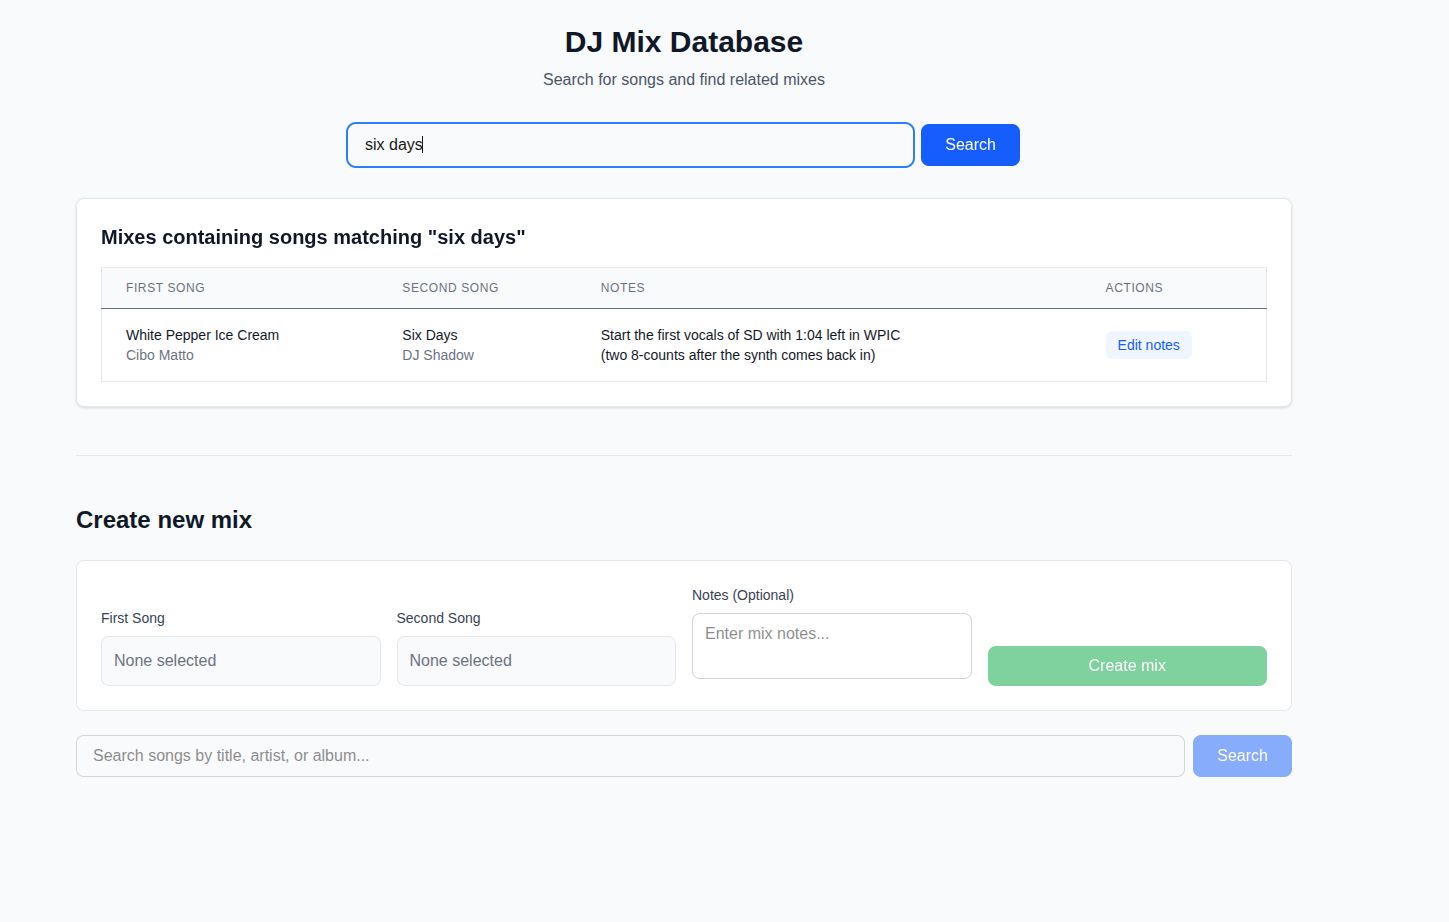 DJ Mix Database
Search for songs and find related mixes
six days
Search
Mixes containing songs matching "six days"
FIRST SONG SECOND SONG NOTES ACTIONS
White Pepper Ice Cream Six Days Start the first vocals of SD with 1:04 left in WPIC
Cibo Matto DJ Shadow (two 8-counts after the synth comes back in)
Edit notes
Create new mix
First Song
None selected
Second Song
None selected
Notes (Optional)
Enter mix notes...
Create mix
Search songs by title, artist, or album...
Search